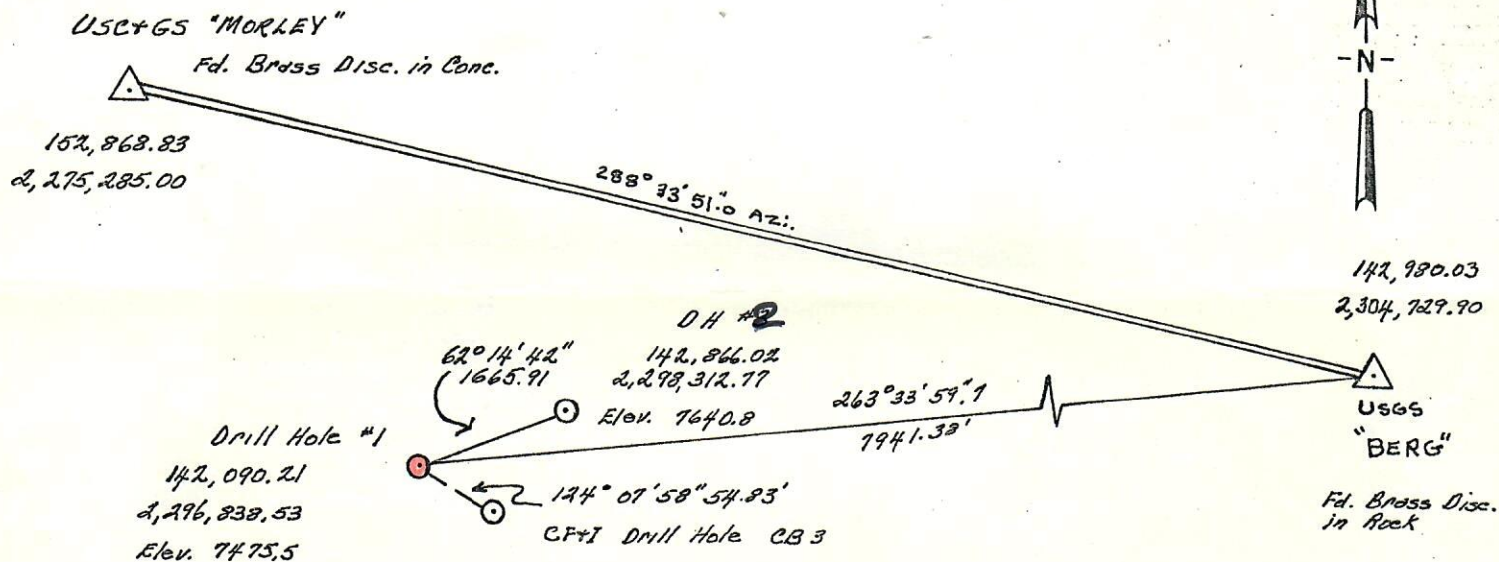 USC+GS "MORLEY"
Fd. Brass Disc. in Conc.
152,868.83
2,275,285.00
288° 33' 51."0 Az.
-N-
142,980.03
2,304,729.90
USGS
"BERG"
Fd. Brass Disc.
in Rock
DH #2
142,866.02
2,298,312.77
Elev. 7640.8
62° 14' 42"
1665.91
263° 33' 59."7
7941.38'
Drill Hole #1
142,090.21
2,296,838.53
Elev. 7475.5
124° 07' 58" 54.83'
CF+I Drill Hole CB 3